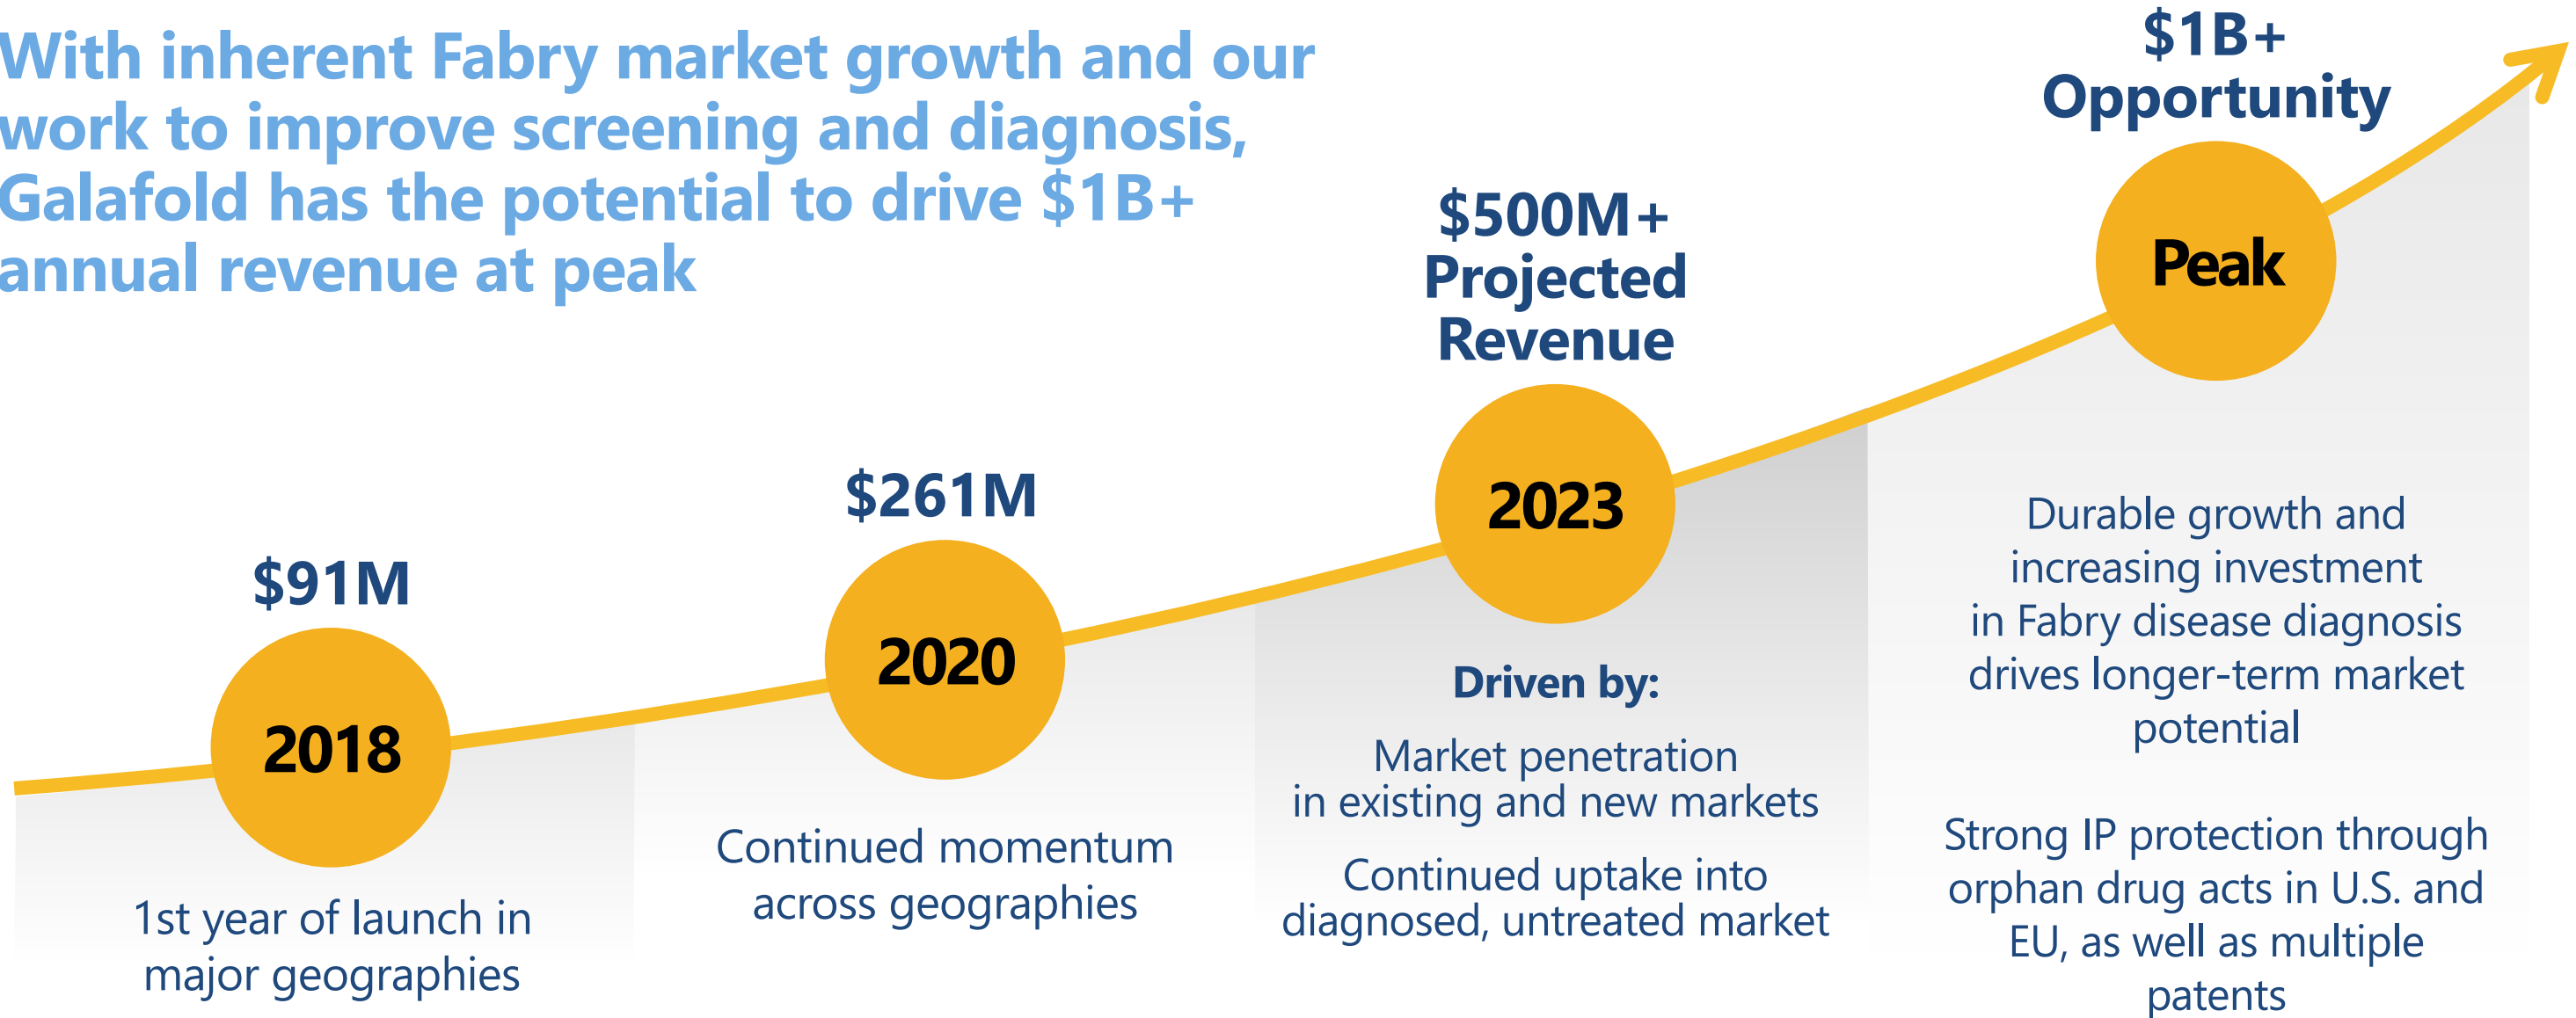 With inherent Fabry market growth and our
work to improve screening and diagnosis,
Galafold has the potential to drive $1B+
annual revenue at peak
$91M
2018
1st year of launch in
major geographies
$261M
2020
Continued momentum
across geographies
$500M+
Projected
Revenue
2023
Driven by:
Market penetration
in existing and new markets
Continued uptake into
diagnosed, untreated market
$1B+
Opportunity
Peak
Durable growth and
increasing investment
in Fabry disease diagnosis
drives longer-term market
potential
Strong IP protection through
orphan drug acts in U.S. and
EU, as well as multiple
patents